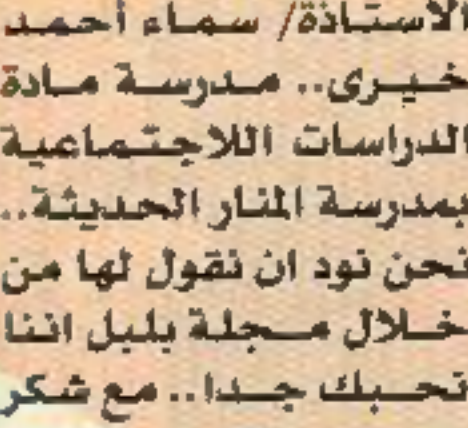 الاستاذة/ سماء أحمد
خيرى.. مدرسة مادة
الدراسات اللاجتماعية
بمدرسة المنار الحديثة..
نحن نود ان نقول لها من
خلال مجلة بلبل اننا
نحبك جدا.. مع شكر